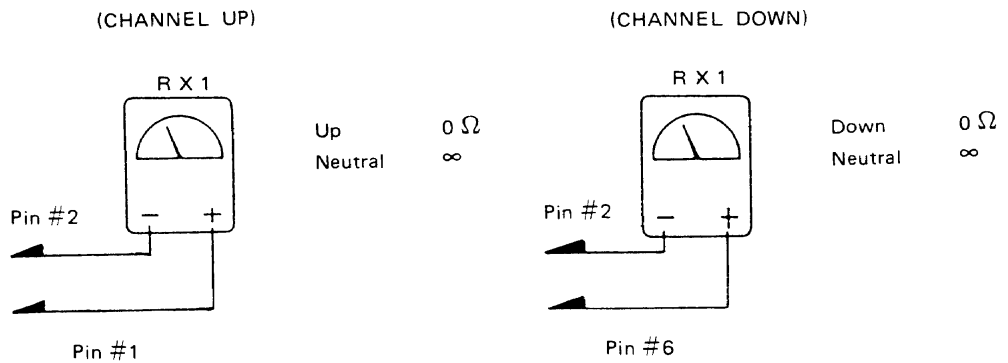 (CHANNEL UP)
R X 1
Up 0 Ω
Neutral ∞
Pin #2
− +
Pin #1
(CHANNEL DOWN)
R X 1
Down 0 Ω
Neutral ∞
Pin #2
− +
Pin #6